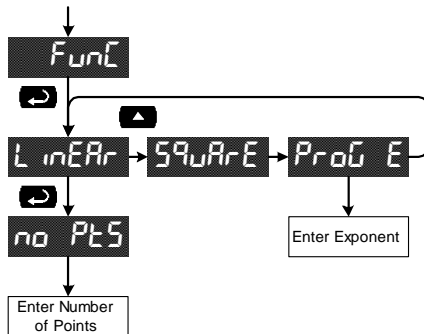 FunC
LinEAr SquArE ProG E
no PtS
Enter Exponent
Enter Number
of Points